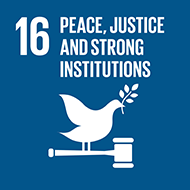 16 PEACE, JUSTICE
AND STRONG
INSTITUTIONS